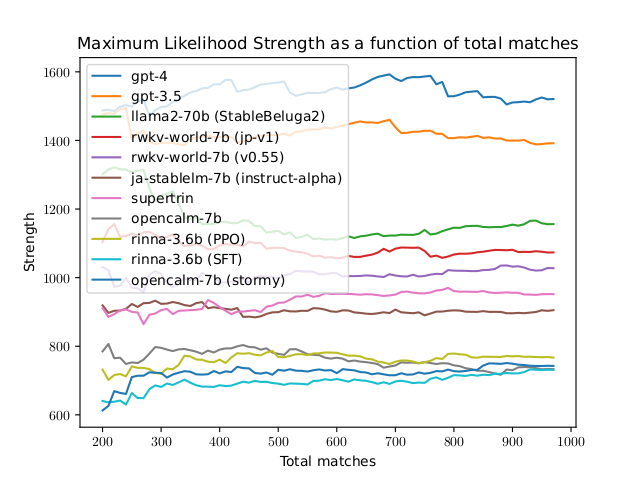 Maximum Likelihood Strength as a function of total matches
gpt-4
gpt-3.5
llama2-70b (StableBeluga2)
rwkv-world-7b (jp-v1)
rwkv-world-7b (v0.55)
ja-stablelm-7b (instruct-alpha)
supertrin
opencalm-7b
rinna-3.6b (PPO)
rinna-3.6b (SFT)
opencalm-7b (stormy)
Strength
1600
1400
1200
1000
800
600
200 300 400 500 600 700 800 900 1000
Total matches